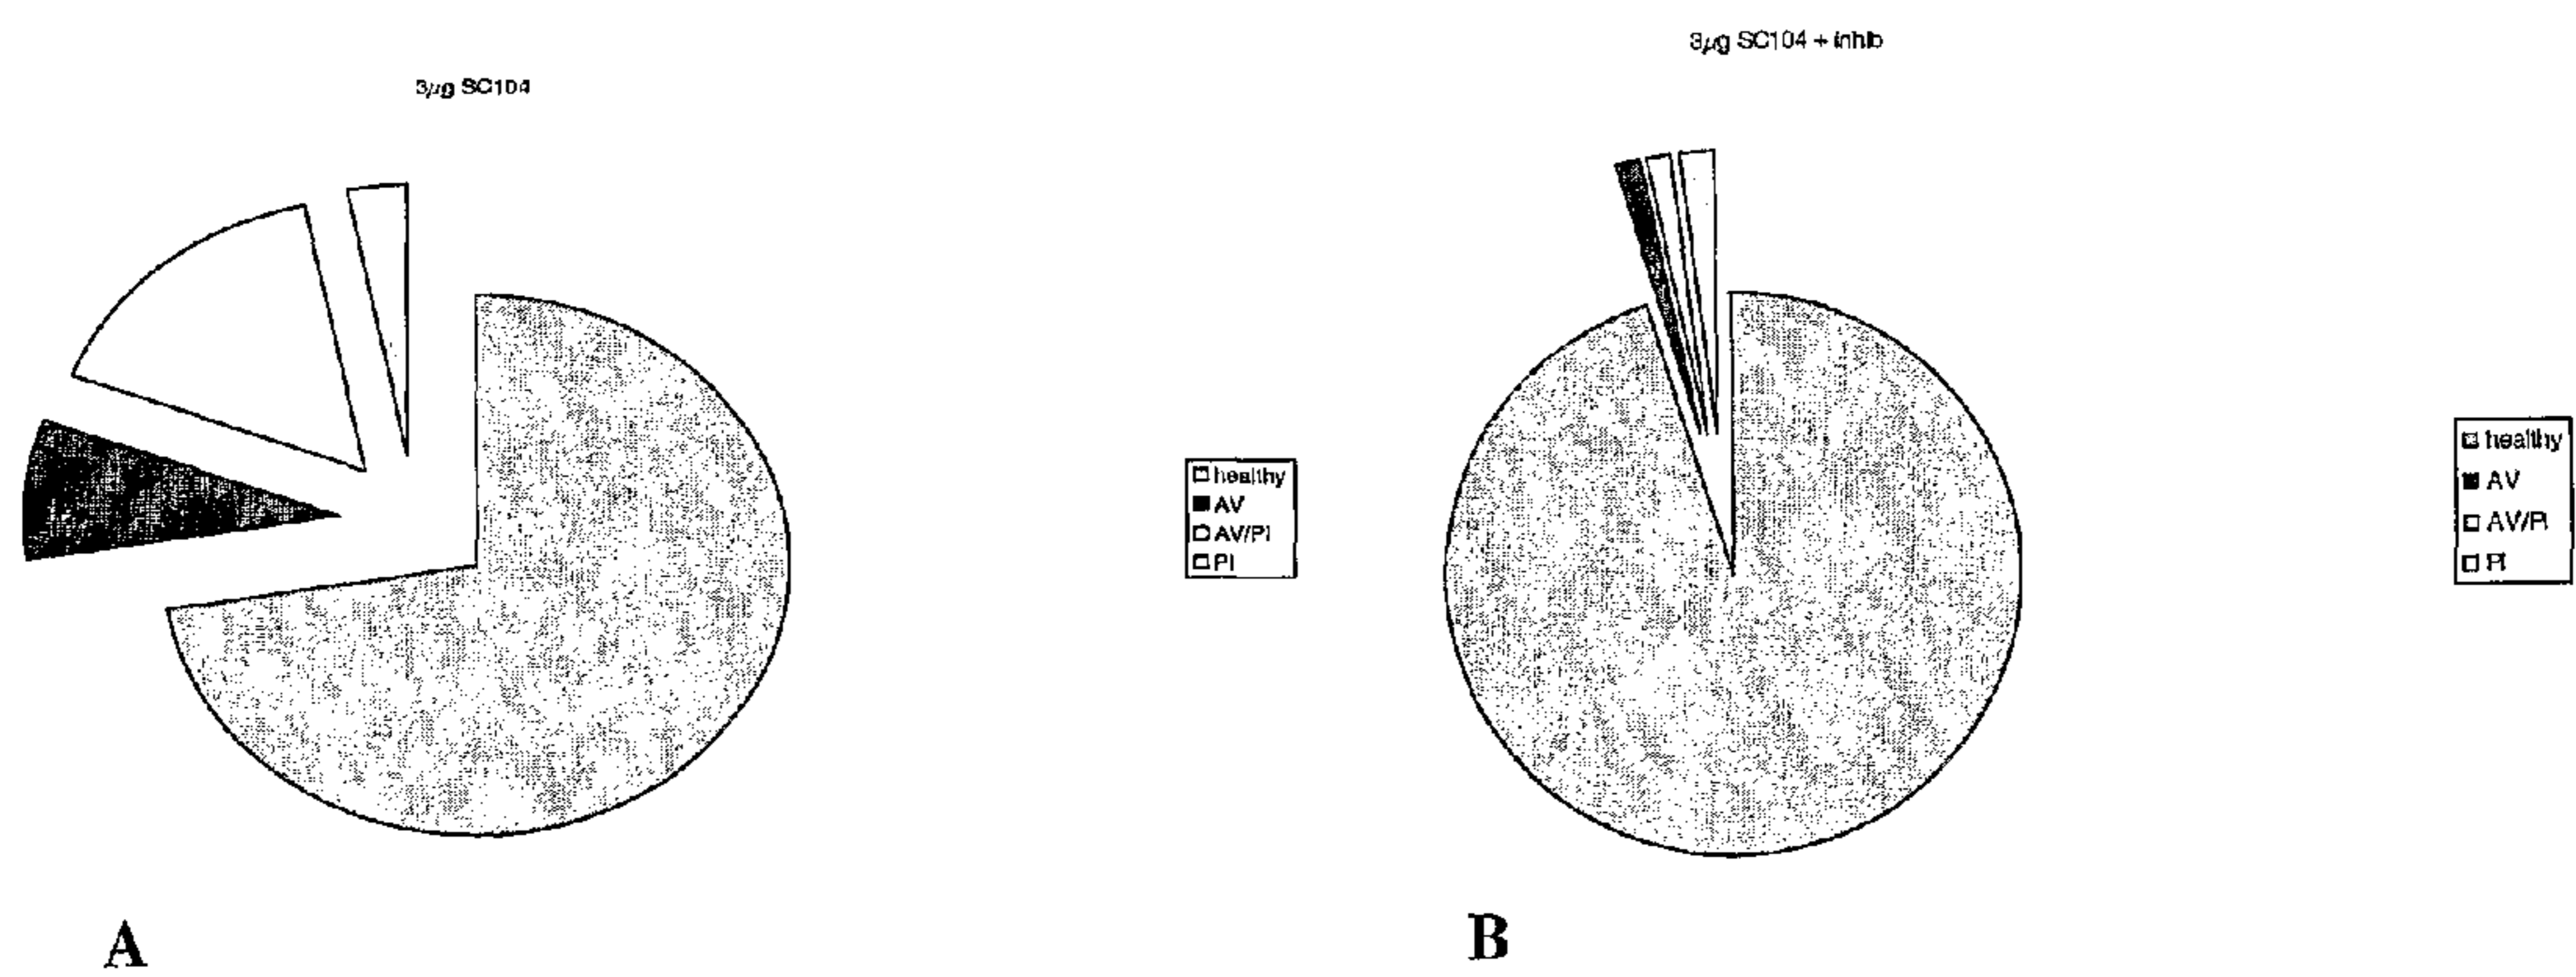 3µg SC104
3µg SC104 + inhib
healthy
AV
AV/PI
PI
healthy
AV
AV/PI
PI
A
B